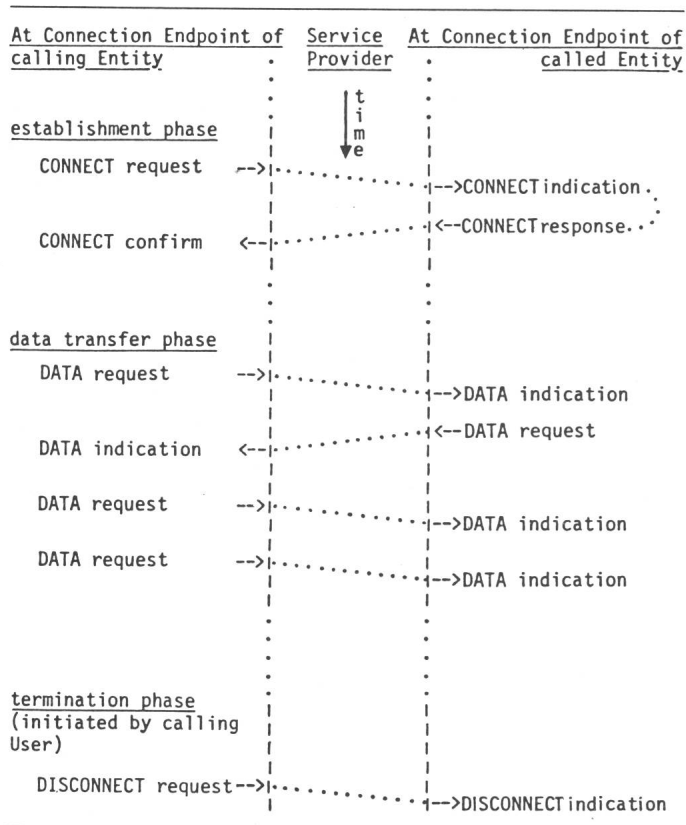 At Connection Endpoint of Service At Connection Endpoint of
calling Entity Provider called Entity
time
establishment phase
CONNECT request -->
-->CONNECT indication
<--CONNECT response
CONNECT confirm <--
data transfer phase
DATA request -->
-->DATA indication
<--DATA request
DATA indication <--
DATA request -->
-->DATA indication
DATA request -->
-->DATA indication
termination phase
(initiated by calling
User)
DISCONNECT request-->
-->DISCONNECT indication